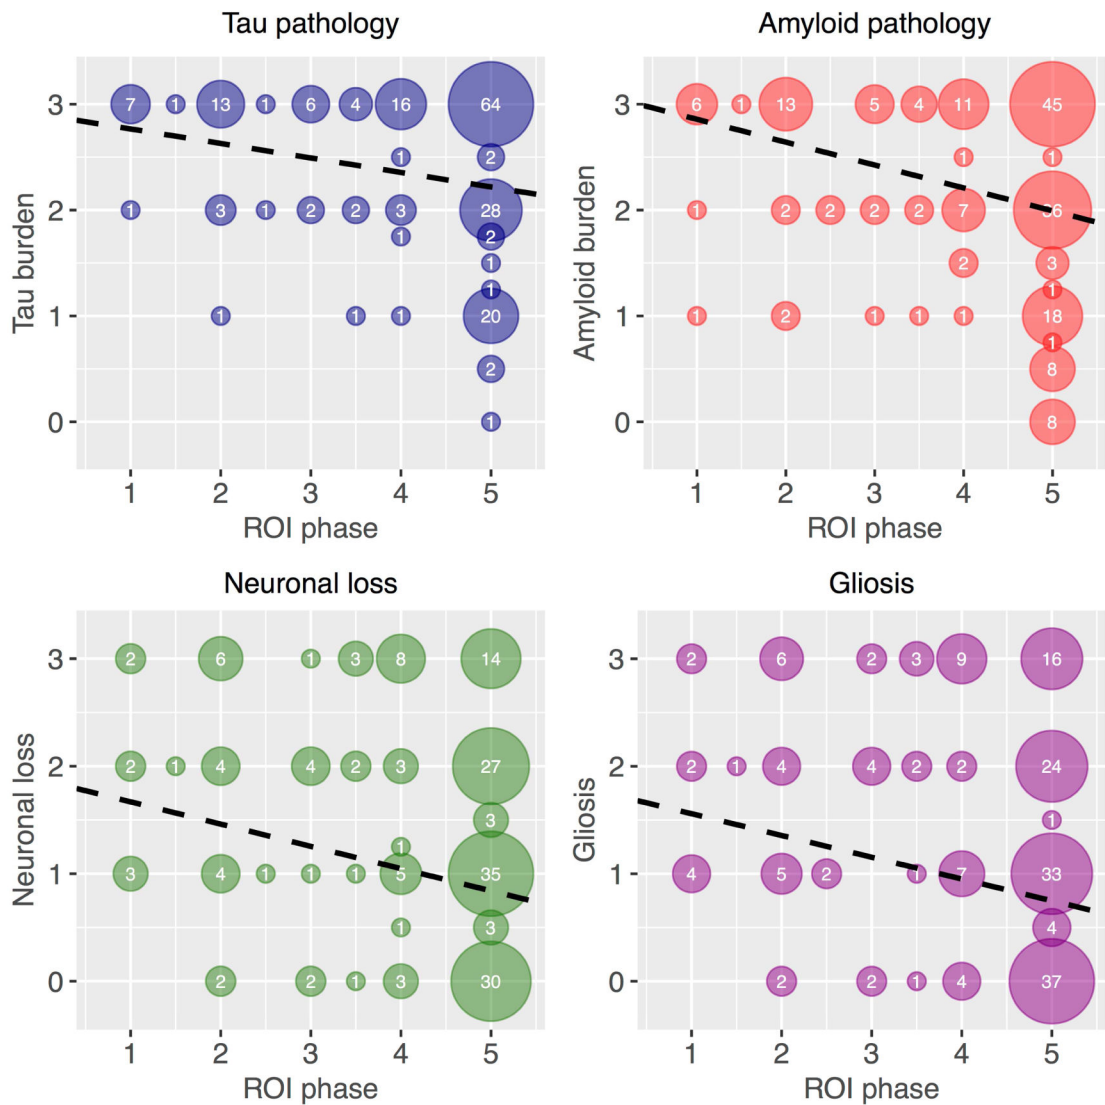 Tau pathology
Amyloid pathology
Tau burden
3
7 1 13 1 6 4 16 64
1 2
2
1 3 1 2 2 3 28
1 2
1
1
1
1 1 1 20
2
0
1
1 2 3 4 5
ROI phase
Amyloid burden
3
6 1 13 5 4 11 45
1 1
2
1 2 2 2 2 7 36
2 3
1
1
1 2 1 1 1 18
1
8
0
8
1 2 3 4 5
ROI phase
Neuronal loss
Gliosis
Neuronal loss
3
2 6 1 3 8 14
2
2 1 4 4 2 3 27
3
1
1
3 4 1 1 1 5 35
1 3
0
2 2 1 3 30
1 2 3 4 5
ROI phase
Gliosis
3
2 6 2 3 9 16
2
2 1 4 4 2 2 24
1
1
4 5 2 1 7 33
4
0
2 2 1 4 37
1 2 3 4 5
ROI phase